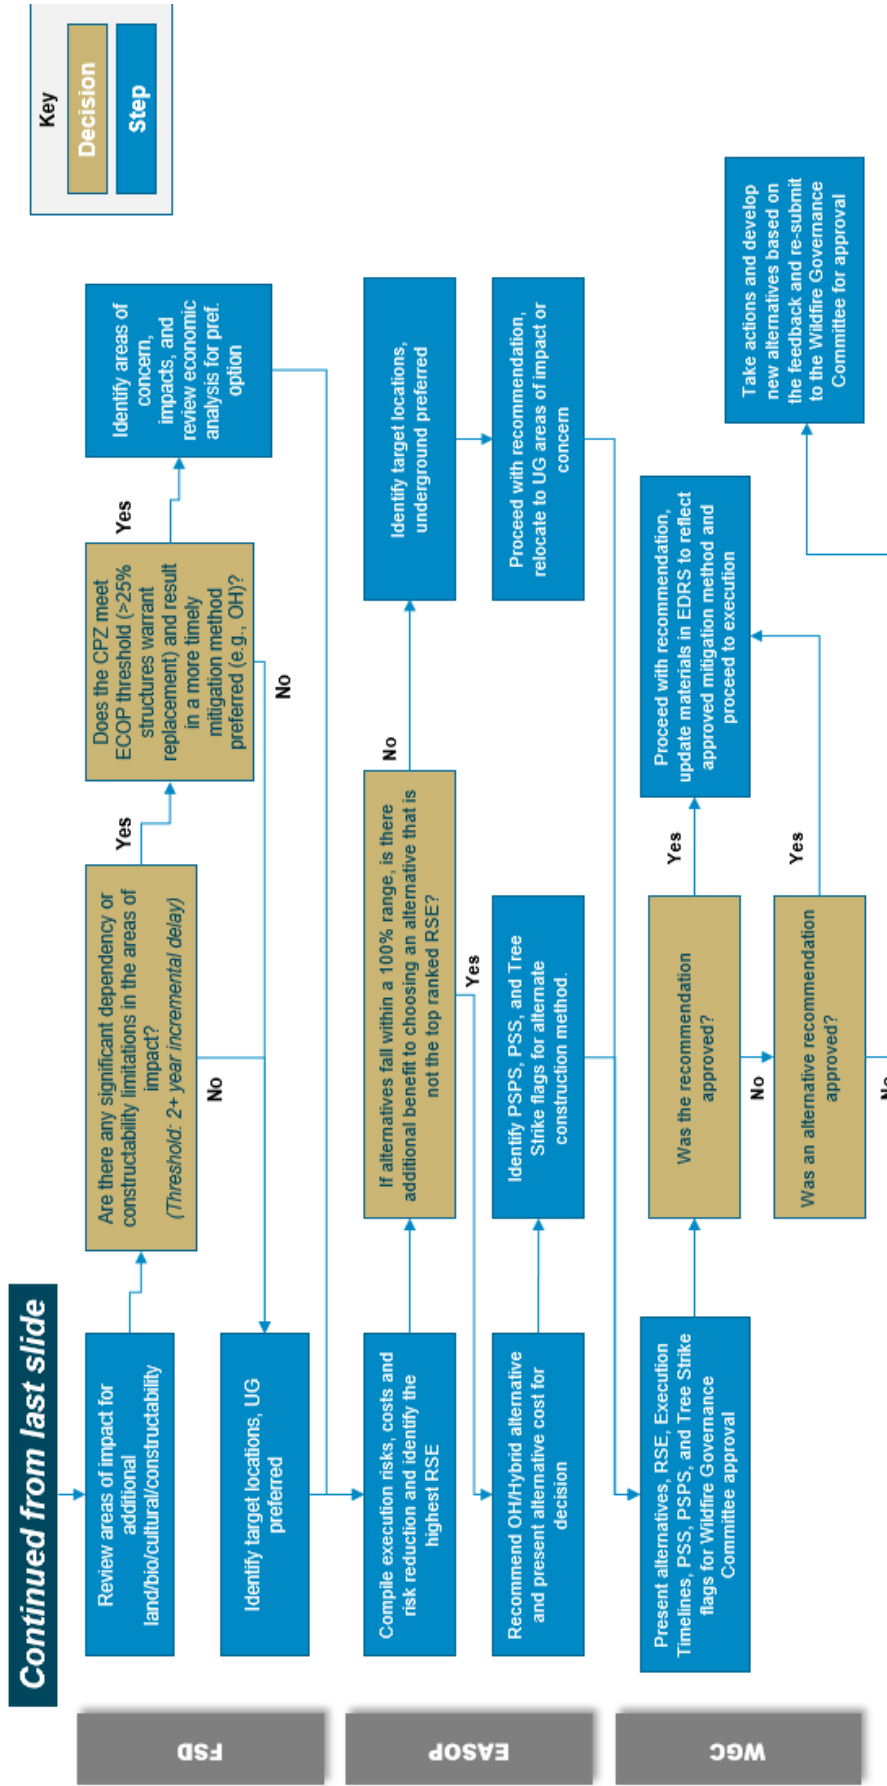 Continued from last slide
Key
Decision
Step
FSD
Review areas of impact for
additional
land/bio/cultural/constructability
Are there any significant dependency or
constructability limitations in the areas of
impact?
(Threshold: 2+ year incremental delay)
Yes
No
Does the CPZ meet
ECOP threshold (>25%
structures warrant
replacement) and result
in a more timely
mitigation method
preferred (e.g., OH)?
Yes
No
Identify areas of
concern,
impacts, and
review economic
analysis for pref.
option
Identify target locations, UG
preferred
EASOP
Compile execution risks, costs and
risk reduction and identify the
highest RSE
If alternatives fall within a 100% range, is there
additional benefit to choosing an alternative that is
not the top ranked RSE?
No
Yes
Identify target locations,
underground preferred
Recommend OH/Hybrid alternative
and present alternative cost for
decision
Identify PSPS, PSS, and Tree
Strike flags for alternate
construction method.
Proceed with recommendation,
relocate to UG areas of impact or
concern
WGC
Present alternatives, RSE, Execution
Timelines, PSS, PSPS, and Tree Strike
flags for Wildfire Governance
Committee approval
Was the recommendation
approved?
Yes
No
Proceed with recommendation,
update materials in EDRS to reflect
approved mitigation method and
proceed to execution
Was an alternative recommendation
approved?
Yes
No
Take actions and develop
new alternatives based on
the feedback and re-submit
to the Wildfire Governance
Committee for approval